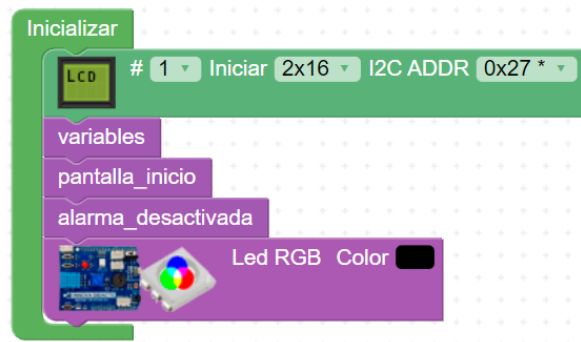 Inicializar
LCD # 1 Iniciar 2x16 I2C ADDR 0x27 *
variables
pantalla_inicio
alarma_desactivada
Led RGB Color